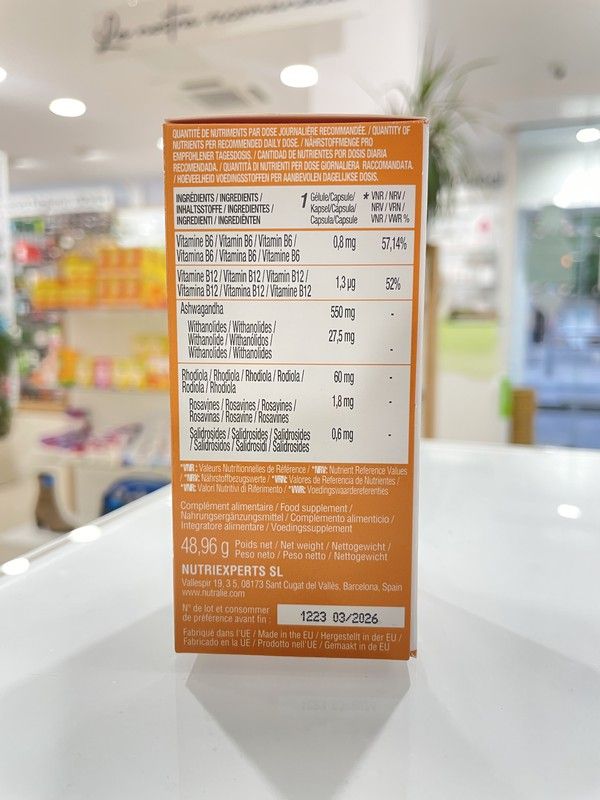 QUANTITÉ DE NUTRIMENTS PAR DOSE JOURNALIÈRE RECOMMANDÉE. / QUANTITY OF
NUTRIENTS PER RECOMMENDED DAILY DOSE. / NÄHRSTOFFMENGE PRO
EMPFOHLENER TAGESDOSIS. / CANTIDAD DE NUTRIENTES POR DOSIS DIARIA
RECOMENDADA. / QUANTITÀ DI NUTRIENTI PER DOSE GIORNALIERA RACCOMANDATA.
/ HOEVEELHEID VOEDINGSSTOFFEN PER AANBEVOLEN DAGELIJKSE DOSIS.
INGRÉDIENTS / INGREDIENTS /
INHALTSSTOFFE / INGREDIENTES /
INGREDIENTI / INGREDIËNTEN
1 Gélule/Capsule/
Kapsel/Cápsula/
Capsula/Capsule
* VNR / NRV /
NRV / VRN /
VNR / VWR %
Vitamine B6 / Vitamin B6 / Vitamin B6 /
Vitamina B6 / Vitamina B6 / Vitamine B6
0,8 mg
57,14%
Vitamine B12 / Vitamin B12 / Vitamin B12 /
Vitamina B12 / Vitamina B12 / Vitamine B12
1,3 µg
52%
Ashwagandha
550 mg
-
Withanolides / Withanolides /
Withanolide / Withanólidos /
Withanolides / Withanolides
27,5 mg
-
Rhodiola / Rhodiola / Rhodiola / Rodiola /
Rodiola / Rhodiola
60 mg
-
Rosavines / Rosavines / Rosavines /
Rosavinas / Rosavine / Rosavines
1,8 mg
-
Salidrosides / Salidrosides / Salidrosides
/ Salidrósidos / Salidrosidi / Salidrosides
0,6 mg
-
*VNR : Valeurs Nutritionnelles de Référence / *NRV: Nutrient Reference Values
/ *NRV: Nährstoffbezugswerte / *VRN: Valores de Referencia de Nutrientes /
*VNR: Valori Nutritivi di Riferimento / *VWR: Voedingswaardereferenties
Complément alimentaire / Food supplement /
Nahrungsergänzungsmittel / Complemento alimenticio /
Integratore alimentare / Voedingssupplement
48,96 g Poids net / Net weight / Nettogewicht /
Peso neto / Peso netto / Nettogewicht
NUTRIEXPERTS SL
Vallespir 19, 3 5. 08173 Sant Cugat del Vallès, Barcelona, Spain
www.nutralie.com
N° de lot et consommer
de préférence avant fin :
1223 03/2026
Fabriqué dans l'UE / Made in the EU / Hergestellt in der EU /
Fabricado en la UE / Prodotto nell'UE / Gemaakt in de EU